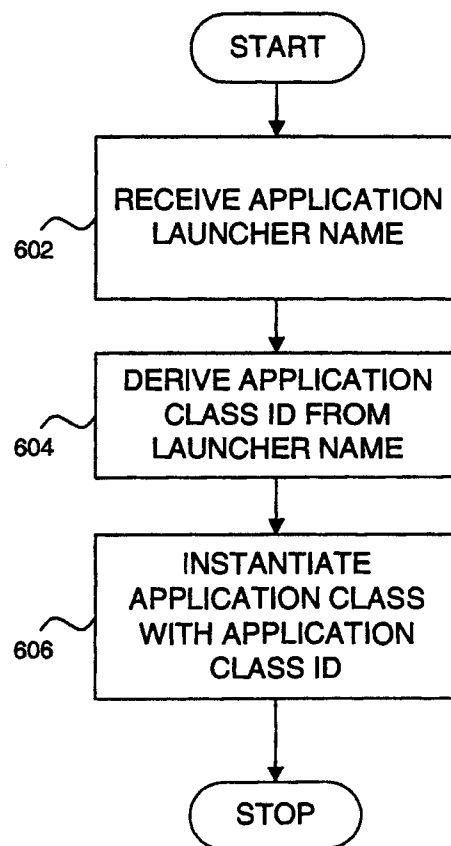 START
RECEIVE APPLICATION
LAUNCHER NAME
602
DERIVE APPLICATION
CLASS ID FROM
LAUNCHER NAME
604
INSTANTIATE
APPLICATION CLASS
WITH APPLICATION
CLASS ID
606
STOP